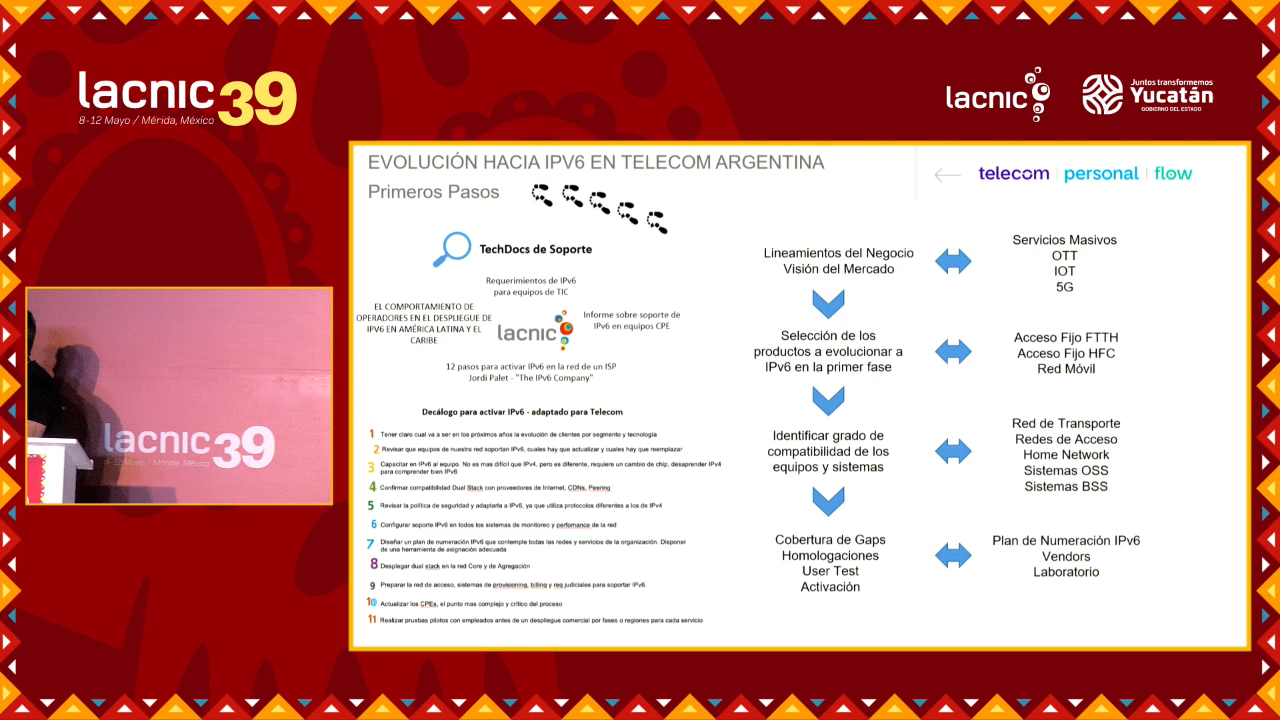 lacnic39
8-12 Mayo / Mérida, México
lacnic
Juntos transformemos
Yucatán
GOBIERNO DEL ESTADO
EVOLUCIÓN HACIA IPV6 EN TELECOM ARGENTINA
Primeros Pasos
telecom | personal | flow
TechDocs de Soporte
Requerimientos de IPv6
para equipos de TIC
EL COMPORTAMIENTO DE
OPERADORES EN EL DESPLIEGUE DE
IPV6 EN AMÉRICA LATINA Y EL
CARIBE
lacnic
Informe sobre soporte de
IPv6 en equipos CPE
12 pasos para activar IPv6 en la red de un ISP
Jordi Palet - "The IPv6 Company"
Decálogo para activar IPv6 - adaptado para Telecom
1 Tener claro cual va a ser en los próximos años la evolución de clientes por segmento y tecnología
2 Revisar que equipos de nuestra red soportan IPv6, cuales hay que actualizar y cuales hay que reemplazar
3 Capacitar en IPv6 al equipo. No es mas difícil que IPv4, pero es diferente, requiere un cambio de chip, desaprender IPv4
para comprender bien IPv6
4 Confirmar compatibilidad Dual Stack con proveedores de Internet, CDNs, Peering
5 Revisar la política de seguridad y adaptarla a IPv6, ya que utiliza protocolos diferentes a los de IPv4
6 Configurar soporte IPv6 en todos los sistemas de monitoreo y perfomance de la red
7 Diseñar un plan de numeración IPv6 que contemple todas las redes y servicios de la organización. Disponer
de una herramienta de asignación adecuada
8 Desplegar dual stack en la red Core y de Agregación
9 Preparar la red de acceso, sistemas de provisioning, billing y req judiciales para soportar IPv6.
10 Actualizar los CPEs, el punto mas complejo y crítico del proceso
11 Realizar pruebas pilotos con empleados antes de un despliegue comercial por fases o regiones para cada servicio
Lineamientos del Negocio
Visión del Mercado
Servicios Masivos
OTT
IOT
5G
Selección de los
productos a evolucionar a
IPv6 en la primer fase
Acceso Fijo FTTH
Acceso Fijo HFC
Red Móvil
Identificar grado de
compatibilidad de los
equipos y sistemas
Red de Transporte
Redes de Acceso
Home Network
Sistemas OSS
Sistemas BSS
Cobertura de Gaps
Homologaciones
User Test
Activación
Plan de Numeración IPv6
Vendors
Laboratorio
lacnic39
8-12 Mayo / Mérida, México